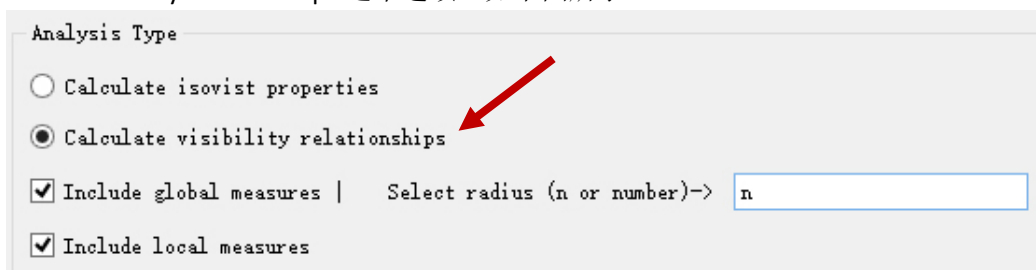 Analysis Type
Calculate isovist properties
Calculate visibility relationships
Include global measures | Select radius (n or number)-> n
Include local measures